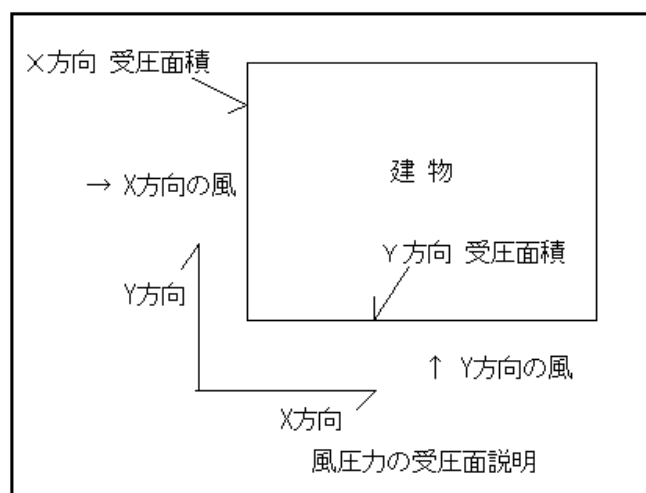 X方向 受圧面積
建 物
→ X方向の風
Y方向 受圧面積
Y方向
↑ Y方向の風
X方向
風圧力の受圧面説明